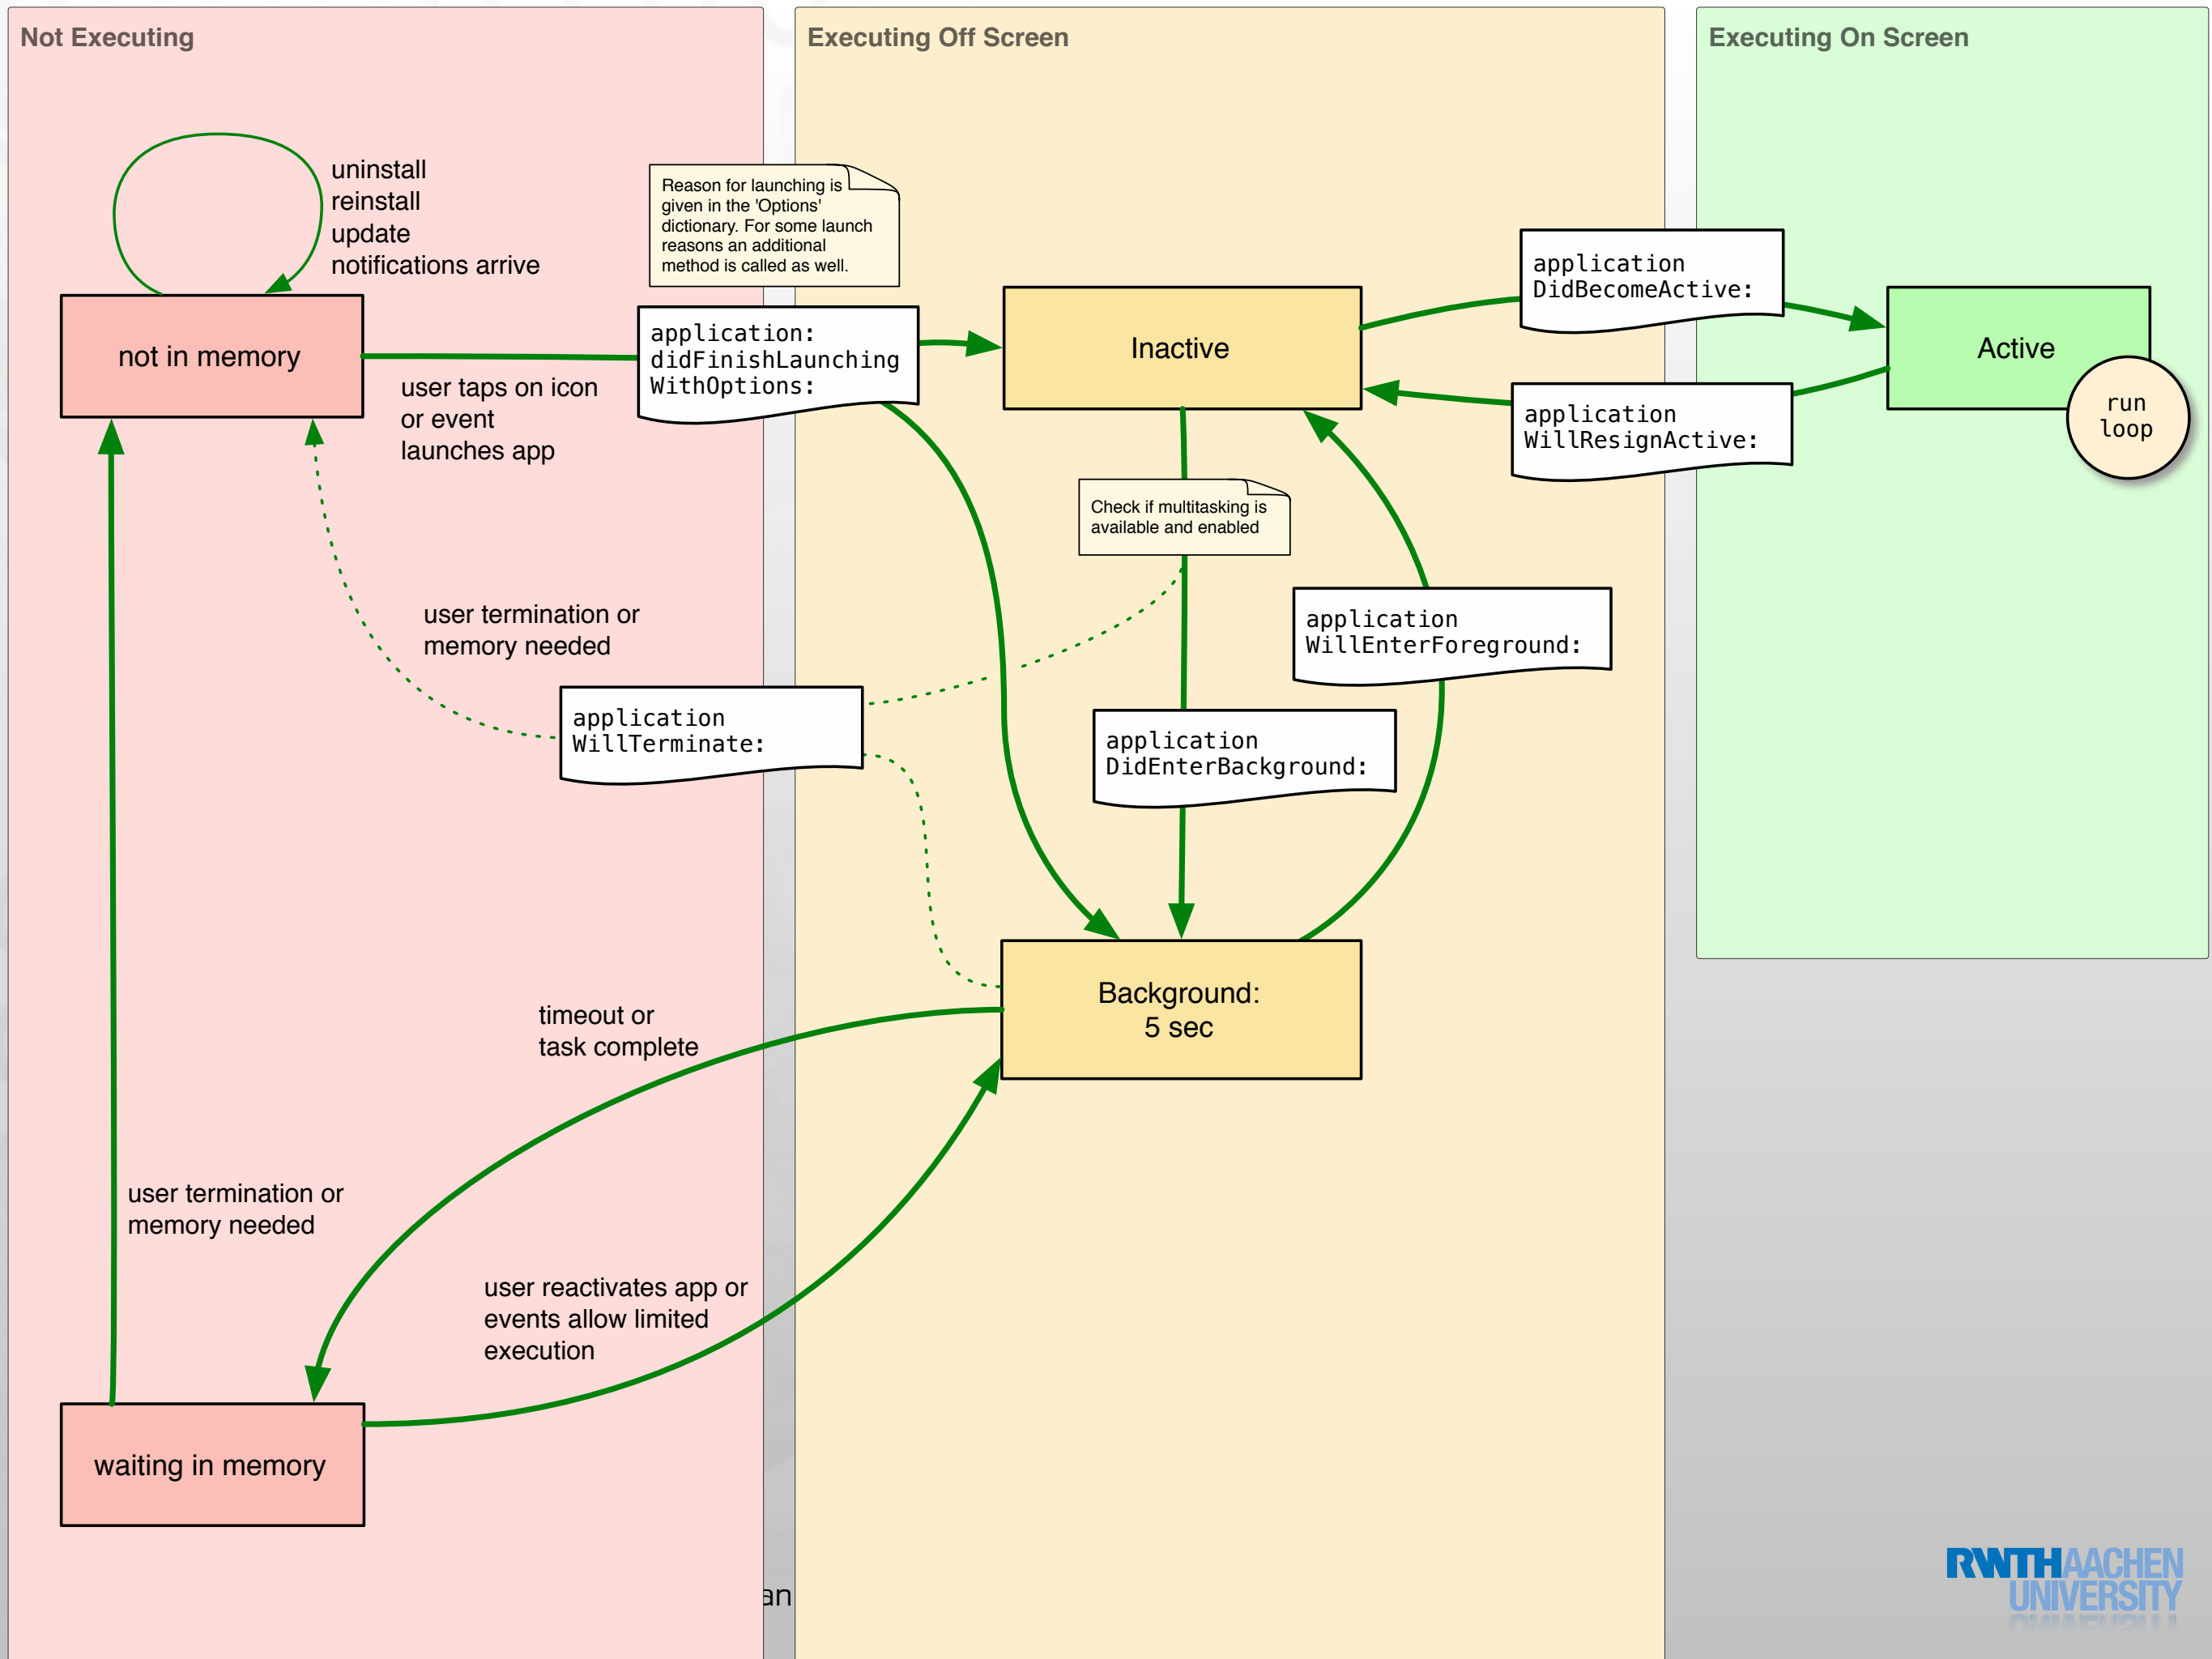 Not Executing
Executing Off Screen
Executing On Screen
uninstall
reinstall
update
notifications arrive
Reason for launching is
given in the 'Options'
dictionary. For some launch
reasons an additional
method is called as well.
application
DidBecomeActive:
not in memory
application:
didFinishLaunching
WithOptions:
Inactive
Active
user taps on icon
or event
launches app
application
WillResignActive:
run
loop
Check if multitasking is
available and enabled
user termination or
memory needed
application
WillEnterForeground:
application
WillTerminate:
application
DidEnterBackground:
Background:
5 sec
timeout or
task complete
user termination or
memory needed
user reactivates app or
events allow limited
execution
waiting in memory
RWTHAACHEN
UNIVERSITY